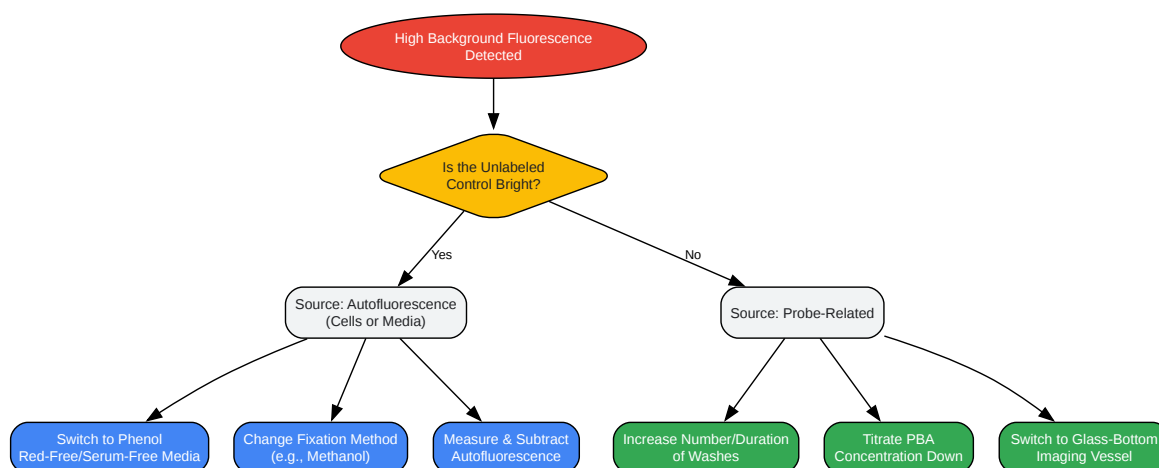 High Background Fluorescence
Detected
Is the Unlabeled
Control Bright?
Yes
No
Source: Autofluorescence
(Cells or Media)
Source: Probe-Related
Switch to Phenol
Red-Free/Serum-Free Media
Change Fixation Method
(e.g., Methanol)
Measure & Subtract
Autofluorescence
Increase Number/Duration
of Washes
Titrate PBA
Concentration Down
Switch to Glass-Bottom
Imaging Vessel